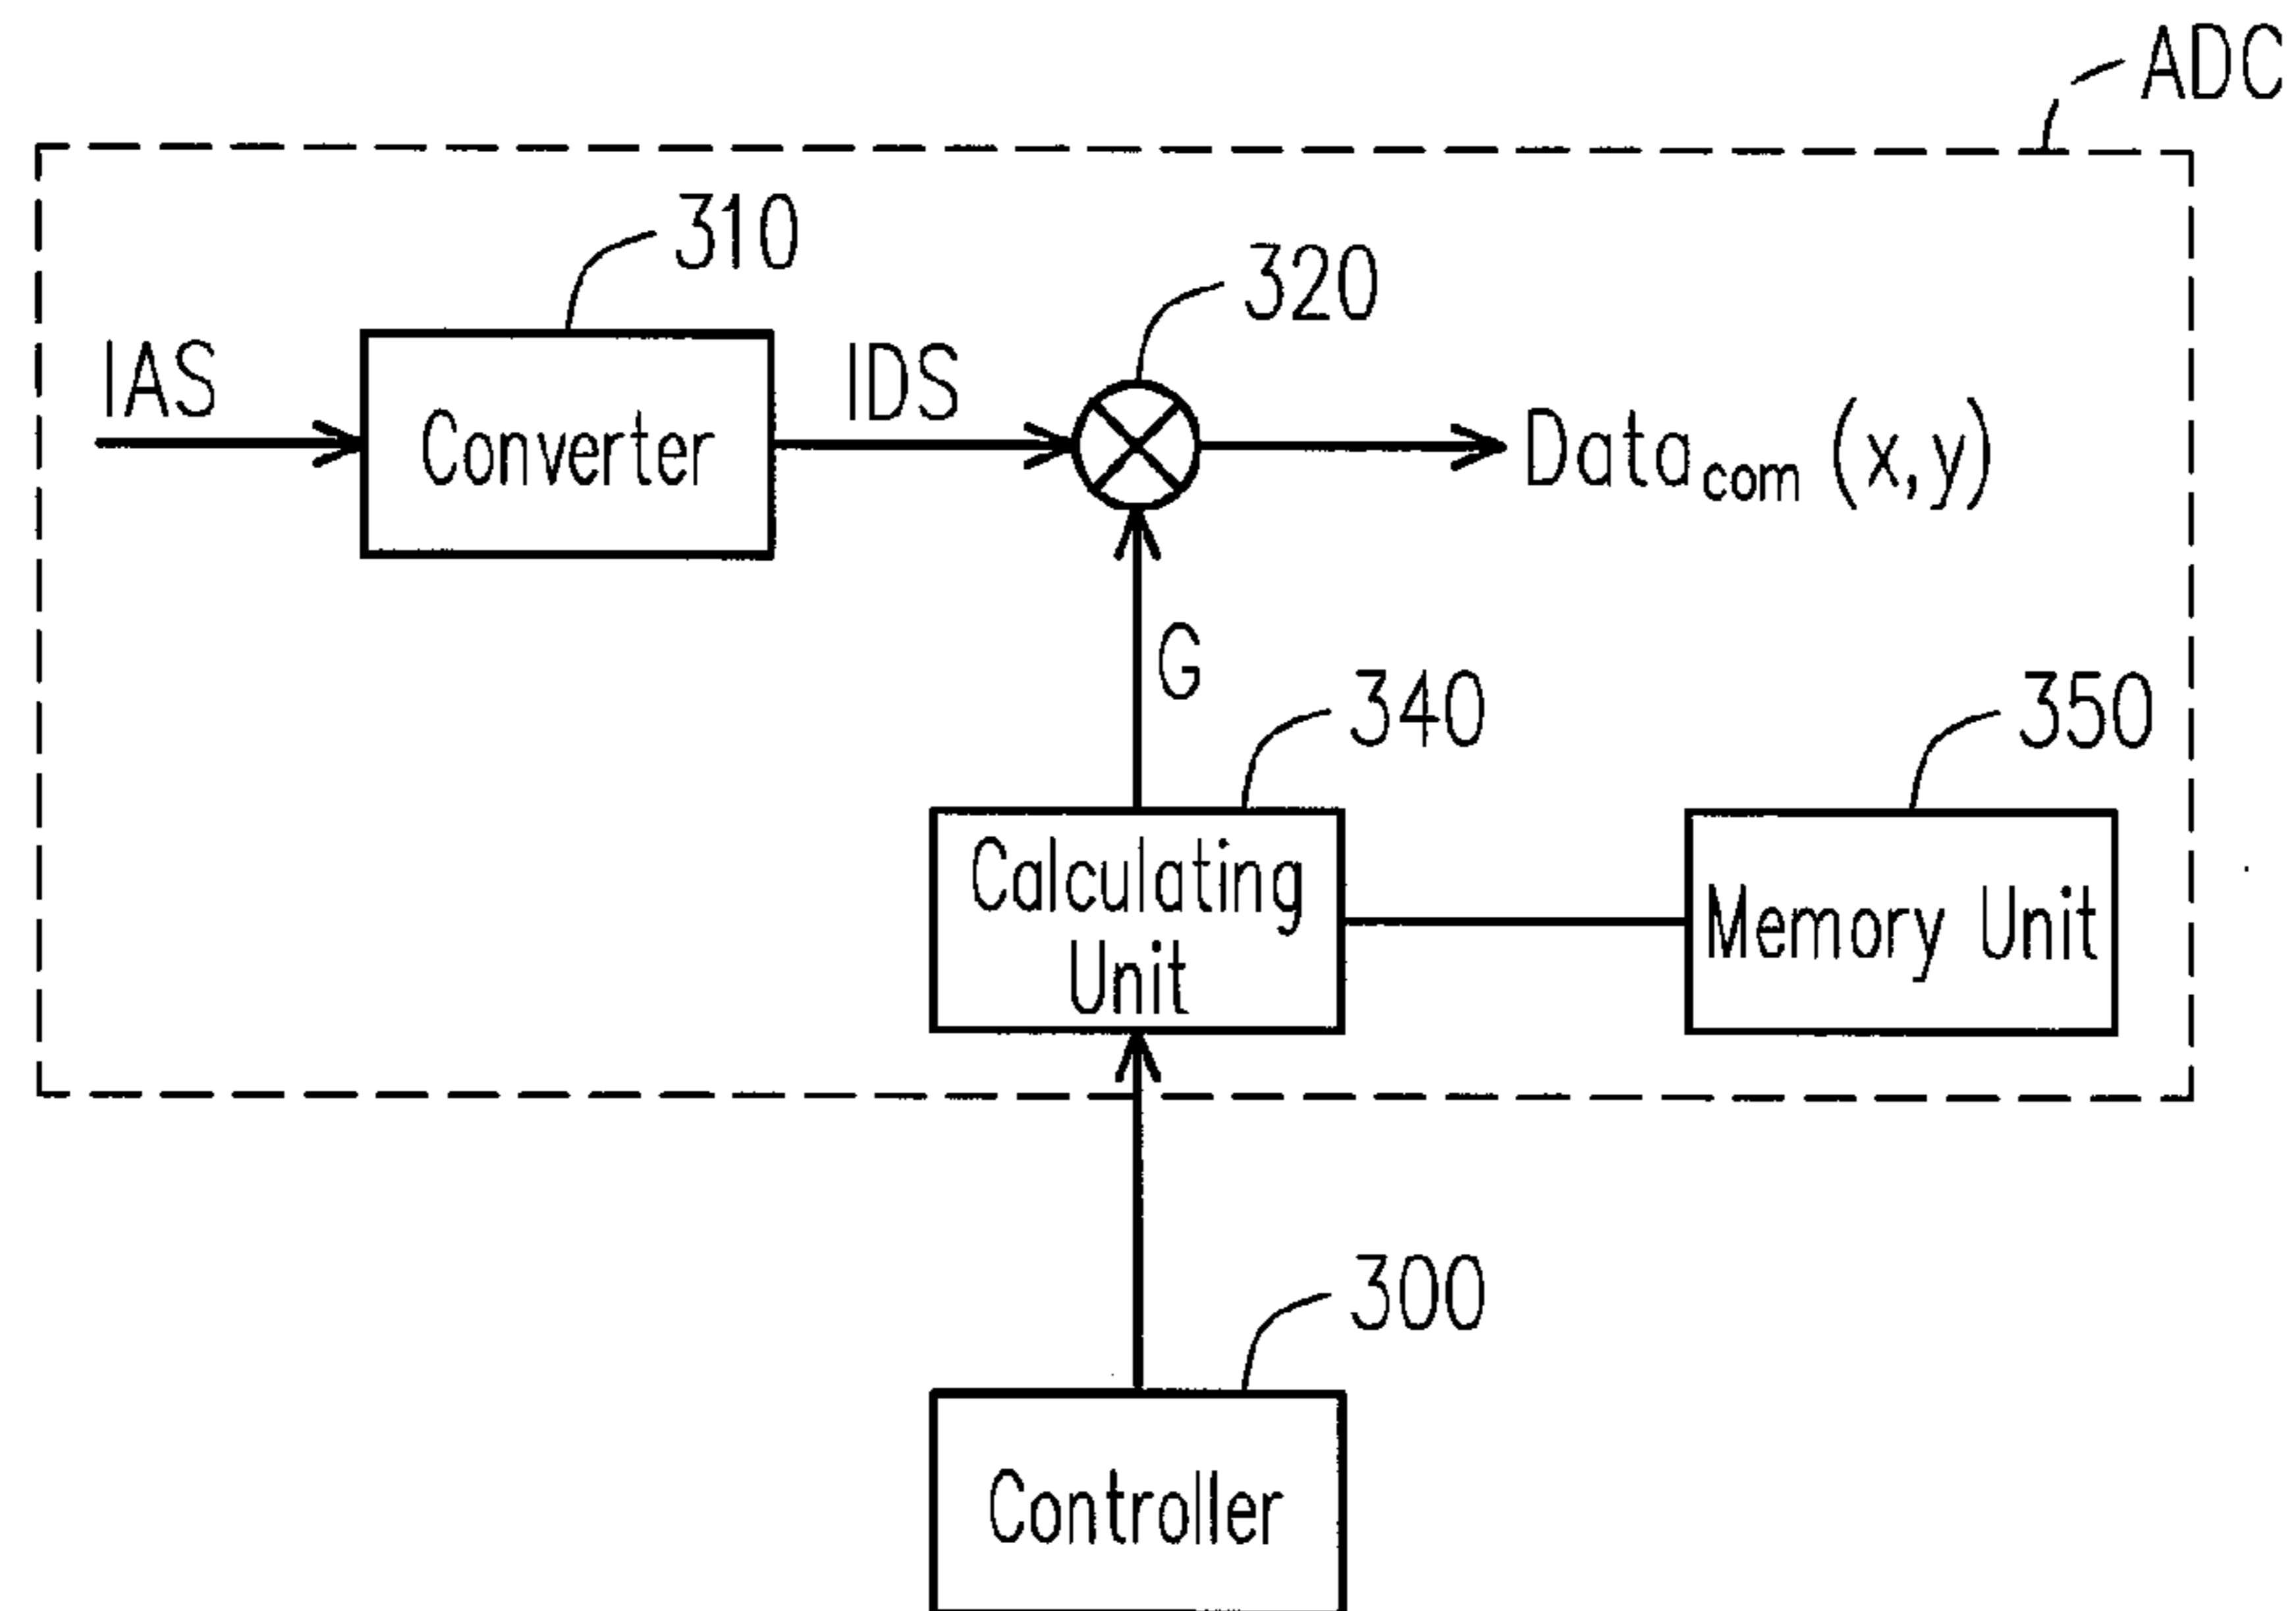 ADC
310
320
IAS
IDS
Converter
Datacom (x,y)
G
340
350
Calculating
Unit
Memory Unit
300
Controller